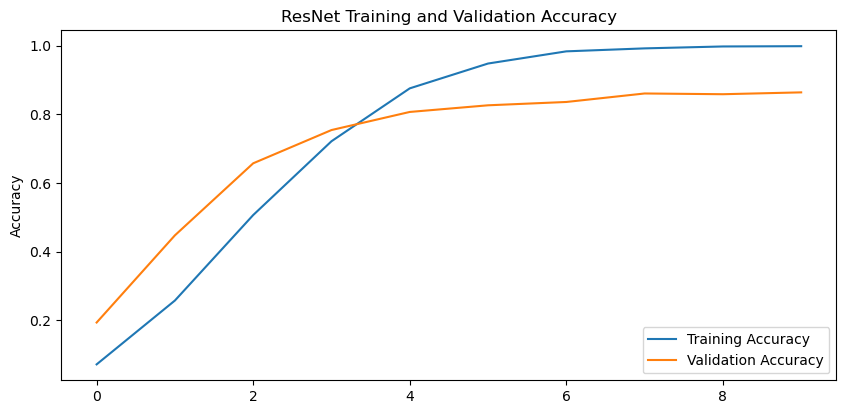 ResNet Training and Validation Accuracy
1.0
0.8
0.6
0.4
0.2
Accuracy
0 2 4 6 8
Training Accuracy
Validation Accuracy